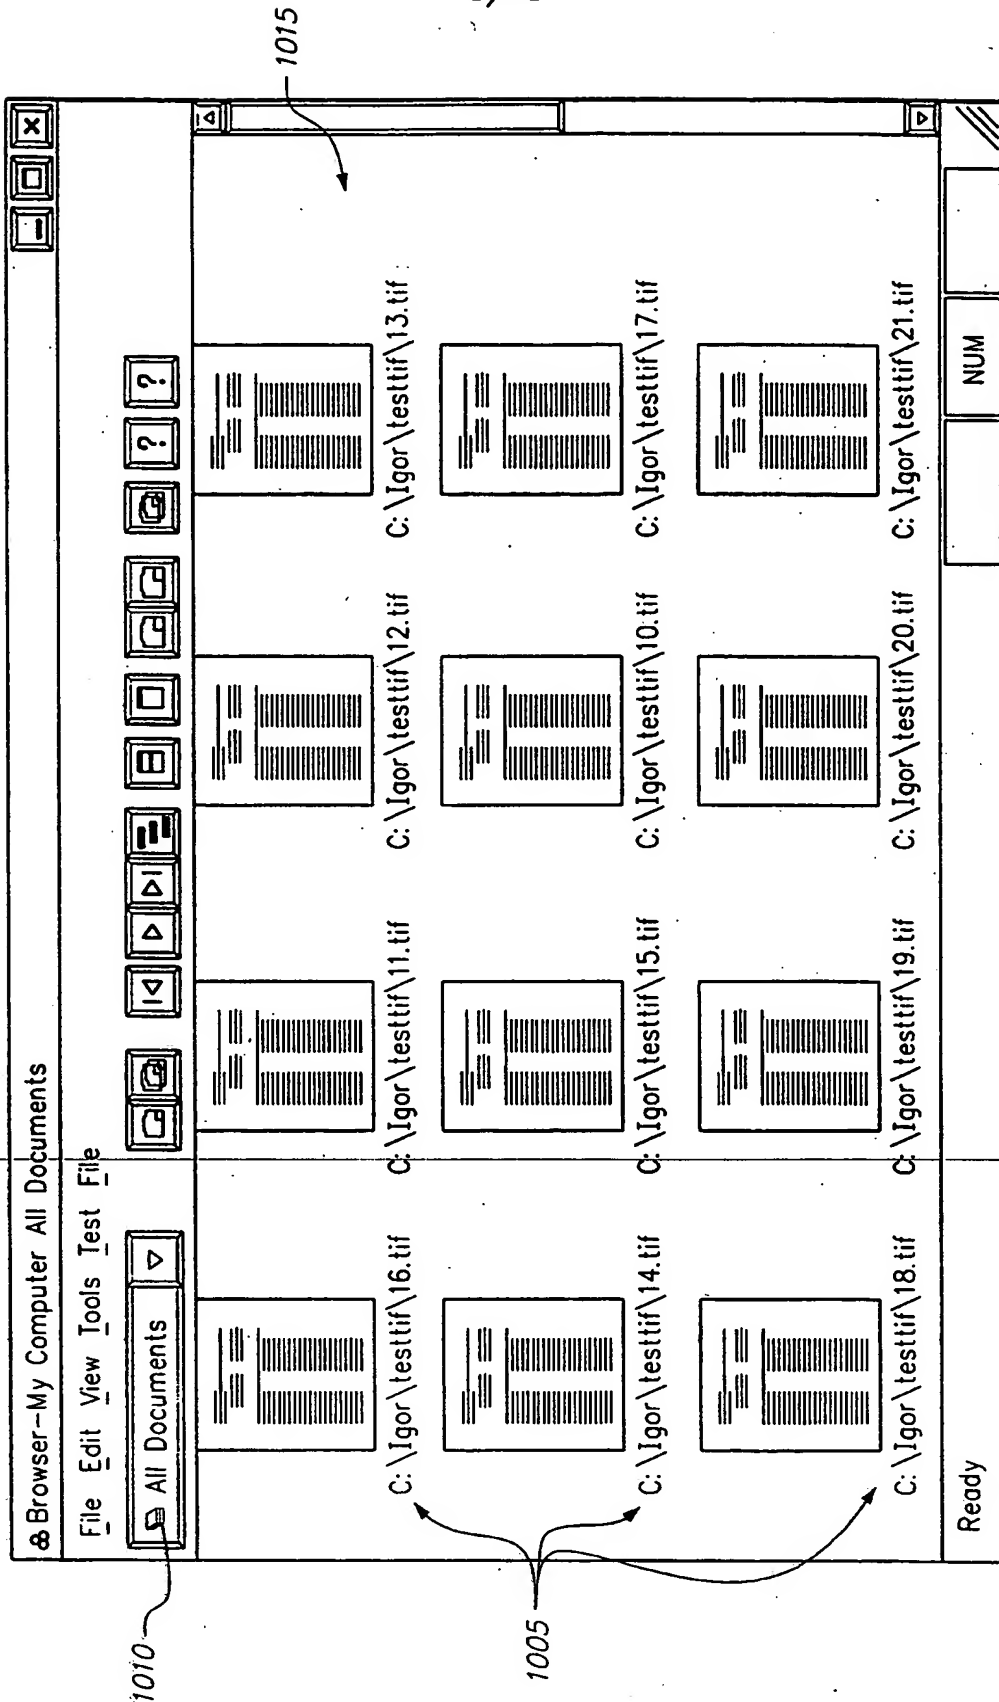 Browser-My Computer All Documents
File Edit View Tools Test File
All Documents
? ?
C:\Igor\testtif\16.tif C:\Igor\testtif\11.tif C:\Igor\testtif\12.tif C:\Igor\testtif\13.tif
C:\Igor\testtif\14.tif C:\Igor\testtif\15.tif C:\Igor\testtif\10.tif C:\Igor\testtif\17.tif
C:\Igor\testtif\18.tif C:\Igor\testtif\19.tif C:\Igor\testtif\20.tif C:\Igor\testtif\21.tif
Ready NUM
1010
1005
1015